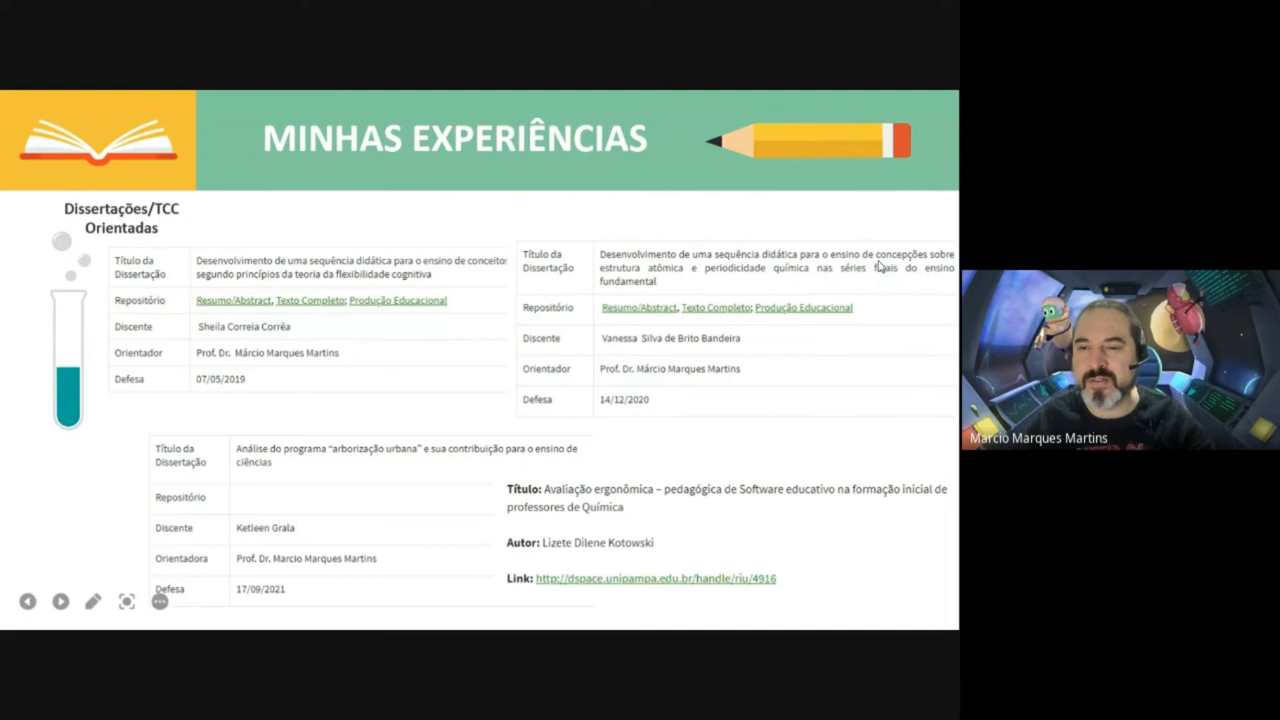 MINHAS EXPERIÊNCIAS
Dissertações/TCC
Orientadas
Título da
Dissertação
Desenvolvimento de uma sequência didática para o ensino de conceitos
segundo princípios da teoria da flexibilidade cognitiva
Repositório
Resumo/Abstract, Texto Completo; Produção Educacional
Discente
Sheila Correia Corrêa
Orientador
Prof. Dr. Márcio Marques Martins
Defesa
07/05/2019
Título da
Dissertação
Desenvolvimento de uma sequência didática para o ensino de concepções sobre
estrutura atômica e periodicidade química nas séries finais do ensino
fundamental
Repositório
Resumo/Abstract, Texto Completo; Produção Educacional
Discente
Vanessa Silva de Brito Bandeira
Orientador
Prof. Dr. Márcio Marques Martins
Defesa
14/12/2020
Título da
Dissertação
Análise do programa “arborização urbana” e sua contribuição para o ensino de
ciências
Repositório
Discente
Ketleen Grala
Orientadora
Prof. Dr. Marcio Marques Martins
Defesa
17/09/2021
Título: Avaliação ergonômica – pedagógica de Software educativo na formação inicial de
professores de Química
Autor: Lizete Dilene Kotowski
Link: http://dspace.unipampa.edu.br/handle/riu/4916
Marcio Marques Martins